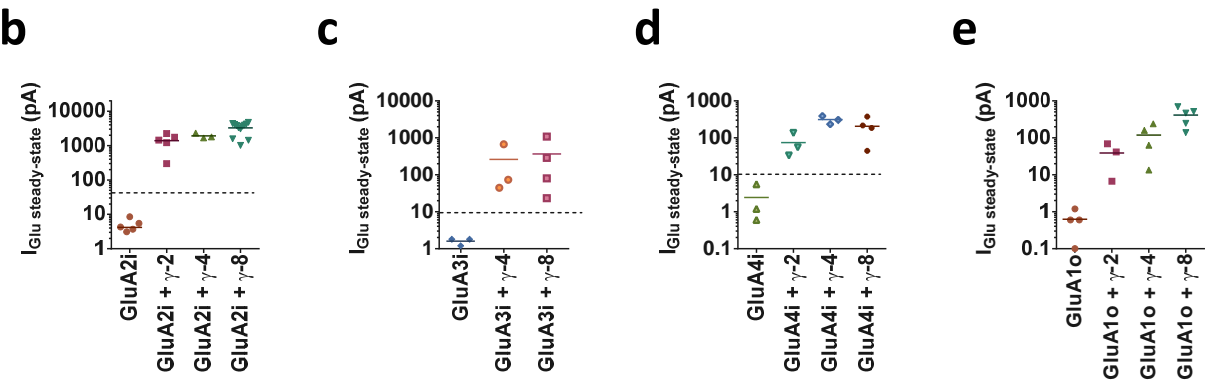 b
c
d
e
I Glu steady-state (pA)
10000
1000
100
10
1
GluA2i
GluA2i + γ-2
GluA2i + γ-4
GluA2i + γ-8
I Glu steady-state (pA)
10000
1000
100
10
1
GluA3i
GluA3i + γ-4
GluA3i + γ-8
I Glu steady-state (pA)
1000
100
10
1
0.1
GluA4i
GluA4i + γ-2
GluA4i + γ-4
GluA4i + γ-8
I Glu steady-state (pA)
1000
100
10
1
0.1
GluA1o
GluA1o + γ-2
GluA1o + γ-4
GluA1o + γ-8